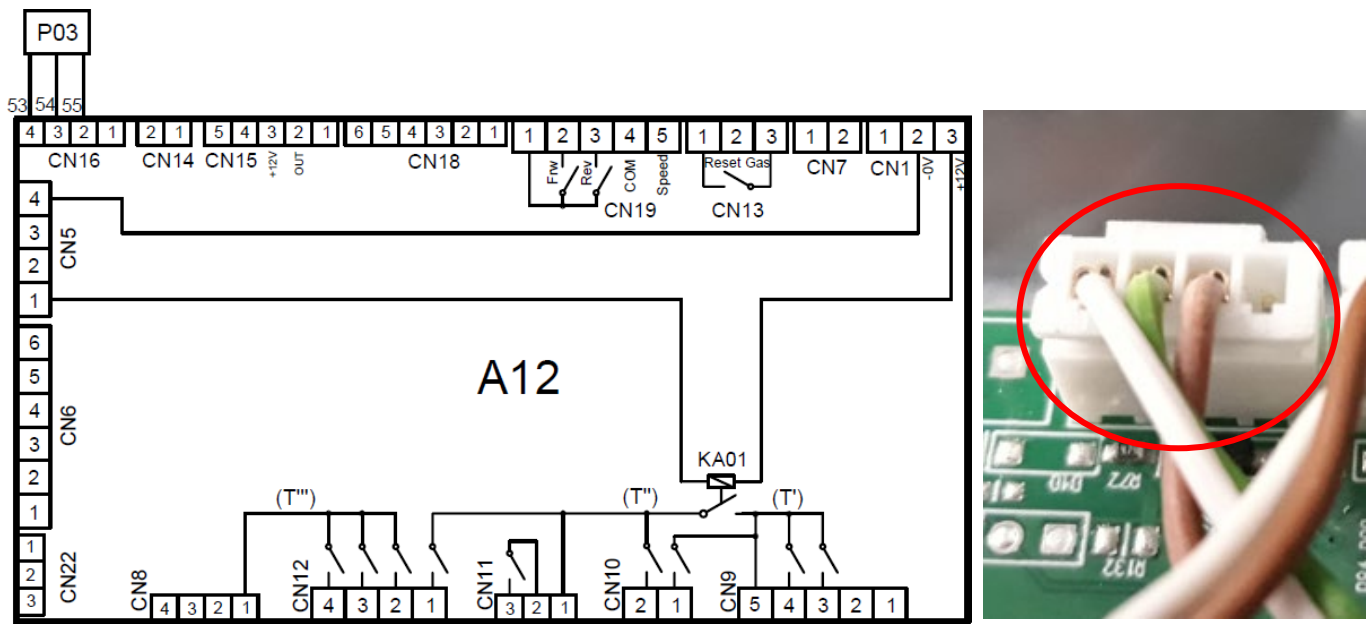 P03
53 54 55
4 3 2 1 2 1 5 4 3 2 1 6 5 4 3 2 1 1 2 3 4 5 1 2 3 1 2 1 2 3
CN16 CN14 CN15 +12V OUT CN18 Frw Rev COM Speed CN19 Reset Gas CN13 CN7 CN1 -0V +12V
4
3
2
1
CN5
6
5
4
3
2
1
CN6
A12
KA01
(T''') (T'') (T')
1
2
3
CN22
CN8 4 3 2 1 CN12 4 3 2 1 CN11 3 2 1 CN10 2 1 CN9 5 4 3 2 1
D10 R72
R132